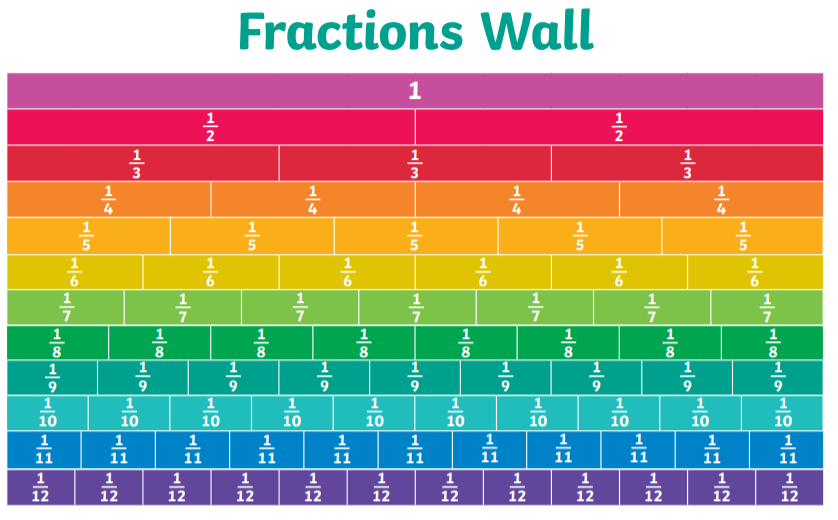 Fractions Wall
1
1/2 1/2
1/3 1/3 1/3
1/4 1/4 1/4 1/4
1/5 1/5 1/5 1/5 1/5
1/6 1/6 1/6 1/6 1/6 1/6
1/7 1/7 1/7 1/7 1/7 1/7 1/7
1/8 1/8 1/8 1/8 1/8 1/8 1/8 1/8
1/9 1/9 1/9 1/9 1/9 1/9 1/9 1/9 1/9
1/10 1/10 1/10 1/10 1/10 1/10 1/10 1/10 1/10 1/10
1/11 1/11 1/11 1/11 1/11 1/11 1/11 1/11 1/11 1/11 1/11
1/12 1/12 1/12 1/12 1/12 1/12 1/12 1/12 1/12 1/12 1/12 1/12